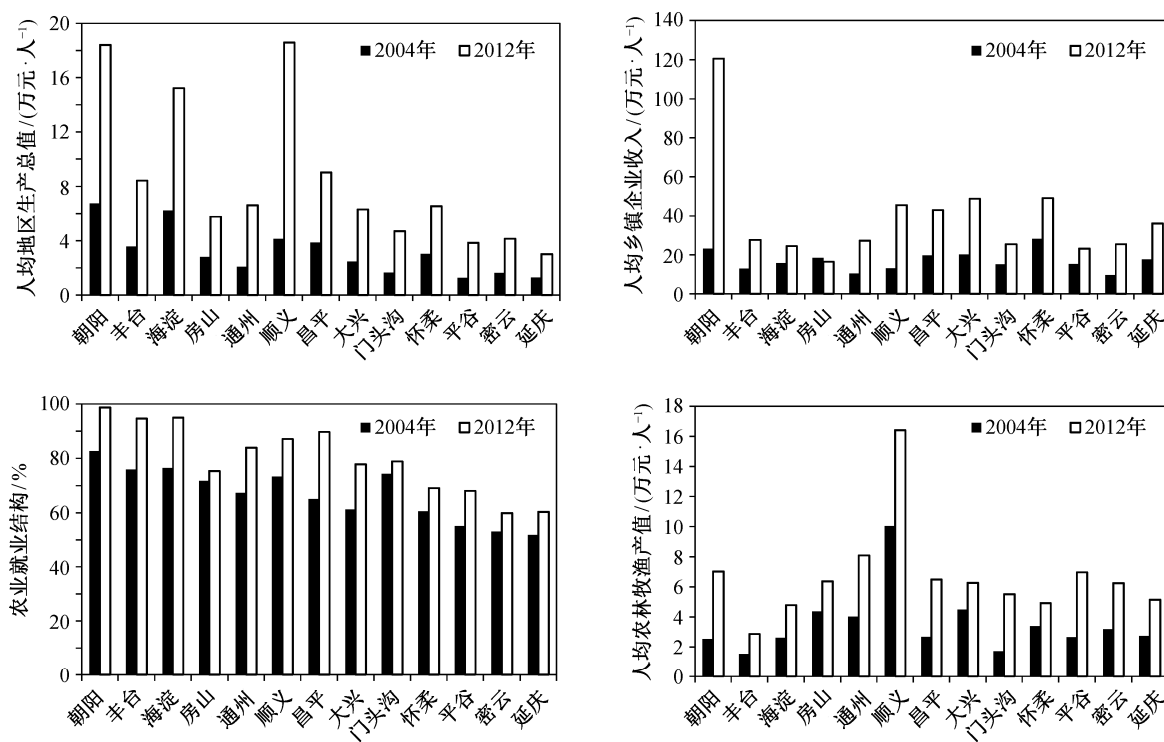 人均地区生产总值/(万元·人⁻¹)
20
16
12
8
4
0
2004年 2012年
朝阳 丰台 海淀 房山 通州 顺义 昌平 大兴 门头沟 怀柔 平谷 密云 延庆
人均乡镇企业收入/(万元·人⁻¹)
140
120
100
80
60
40
20
0
2004年 2012年
朝阳 丰台 海淀 房山 通州 顺义 昌平 大兴 门头沟 怀柔 平谷 密云 延庆
农业就业结构/%
100
80
60
40
20
0
2004年 2012年
朝阳 丰台 海淀 房山 通州 顺义 昌平 大兴 门头沟 怀柔 平谷 密云 延庆
人均农林牧渔产值/(万元·人⁻¹)
18
16
14
12
10
8
6
4
2
0
2004年 2012年
朝阳 丰台 海淀 房山 通州 顺义 昌平 大兴 门头沟 怀柔 平谷 密云 延庆